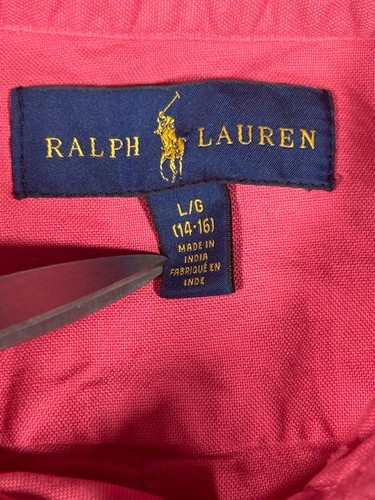 RALPH LAUREN
L/G
(14-16)
MADE IN
INDIA
FABRIQUÉ EN
INDE